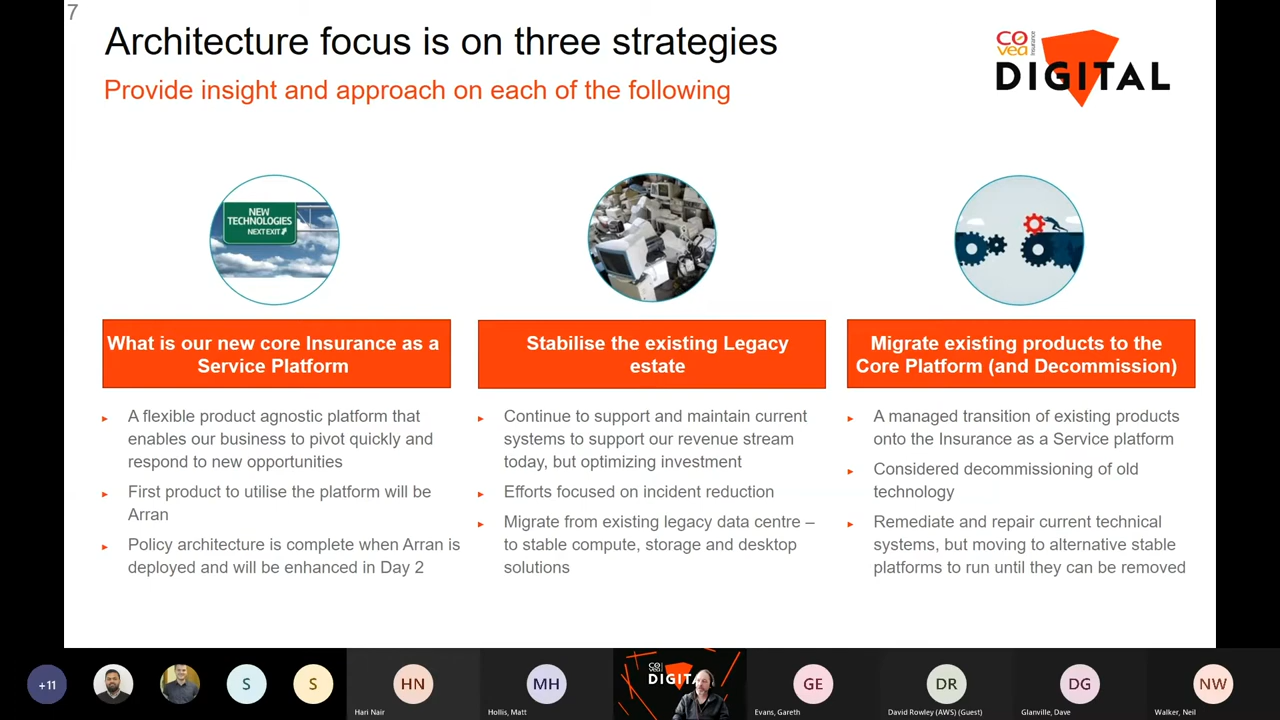 7
Architecture focus is on three strategies
Provide insight and approach on each of the following
covea
insurance
DIGITAL
NEW
TECHNOLOGIES
NEXT EXIT
What is our new core Insurance as a
Service Platform
A flexible product agnostic platform that
enables our business to pivot quickly and
respond to new opportunities
First product to utilise the platform will be
Arran
Policy architecture is complete when Arran is
deployed and will be enhanced in Day 2
Stabilise the existing Legacy
estate
Continue to support and maintain current
systems to support our revenue stream
today, but optimizing investment
Efforts focused on incident reduction
Migrate from existing legacy data centre –
to stable compute, storage and desktop
solutions
Migrate existing products to the
Core Platform (and Decommission)
A managed transition of existing products
onto the Insurance as a Service platform
Considered decommissioning of old
technology
Remediate and repair current technical
systems, but moving to alternative stable
platforms to run until they can be removed
+11
S
S
HN
Hari Nair
MH
Hollis, Matt
covea
DIGITAL
GE
Evans, Gareth
DR
David Rowley (AWS) (Guest)
DG
Glanville, Dave
NW
Walker, Neil